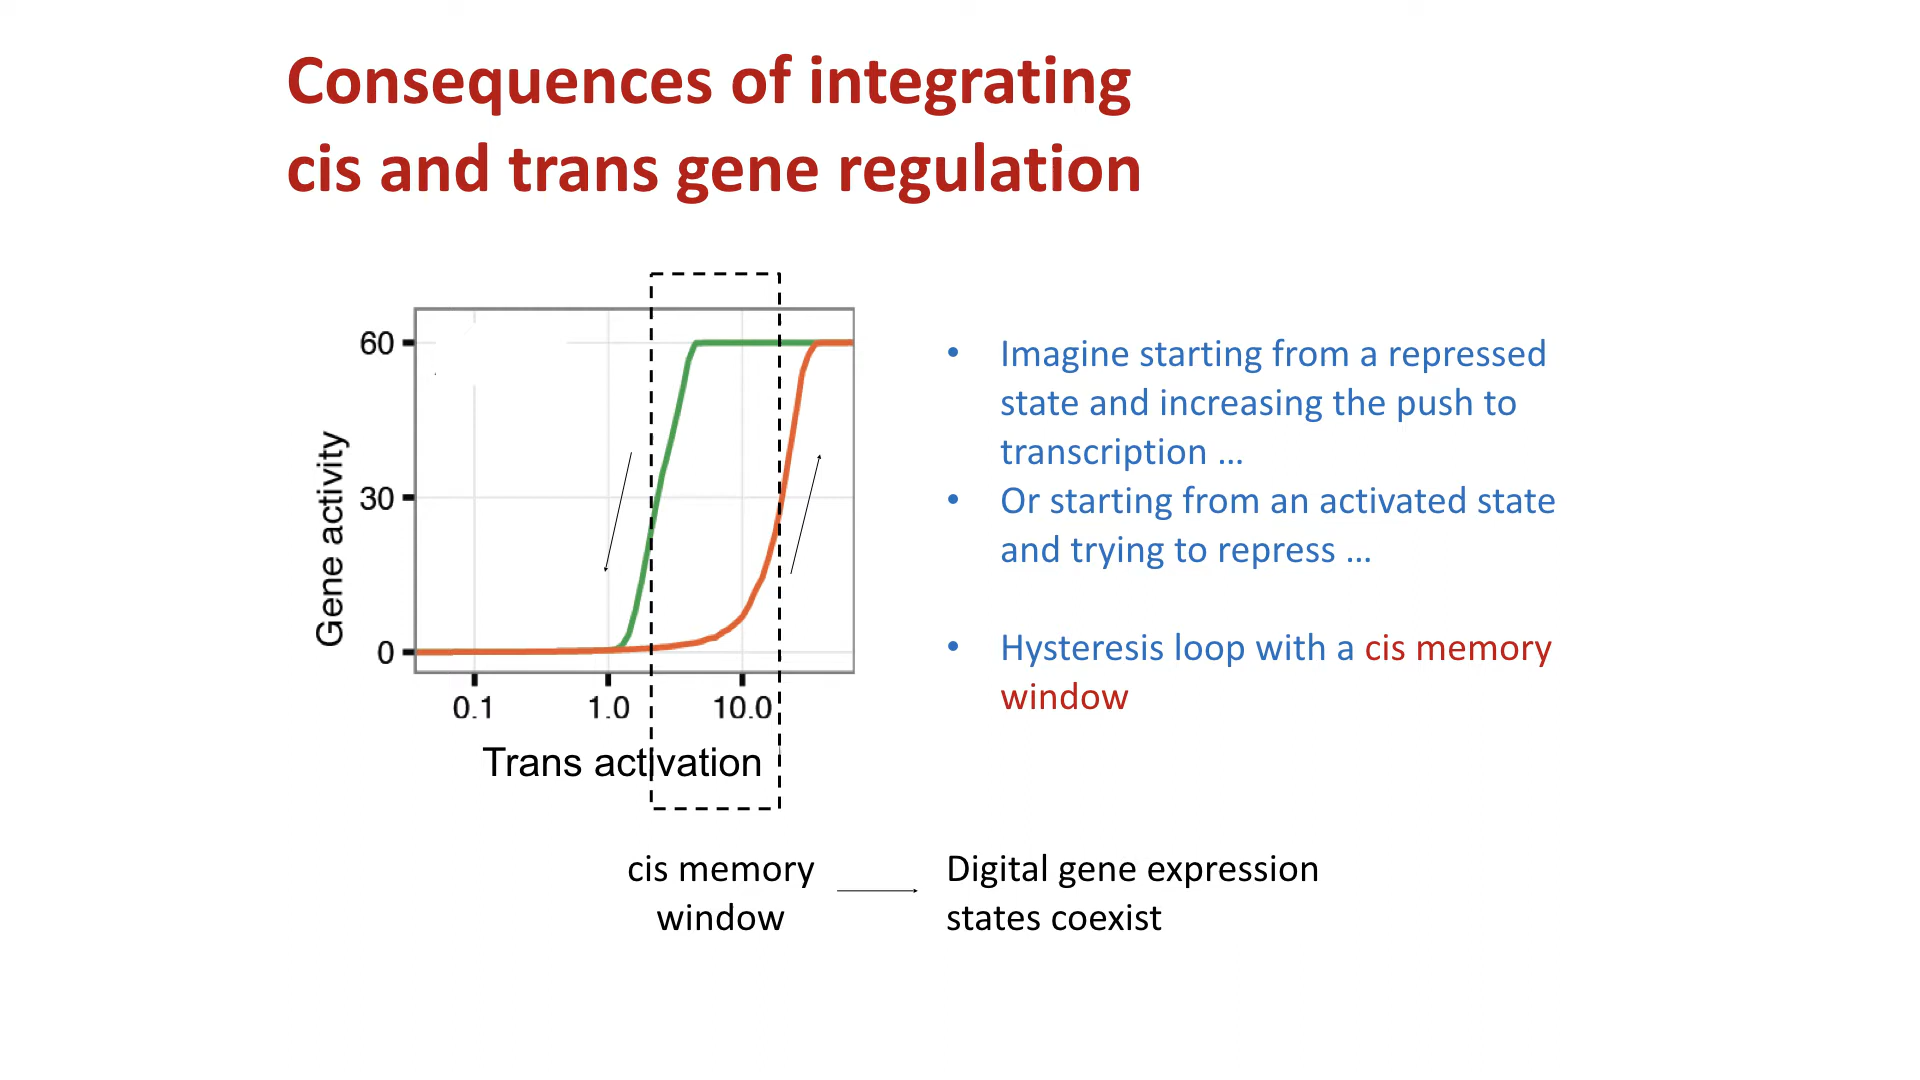 Consequences of integrating
cis and trans gene regulation
60
30
0
Gene activity
0.1 1.0 10.0
Trans activation
• Imagine starting from a repressed
state and increasing the push to
transcription ...
• Or starting from an activated state
and trying to repress ...
• Hysteresis loop with a cis memory
window
cis memory
window
Digital gene expression
states coexist